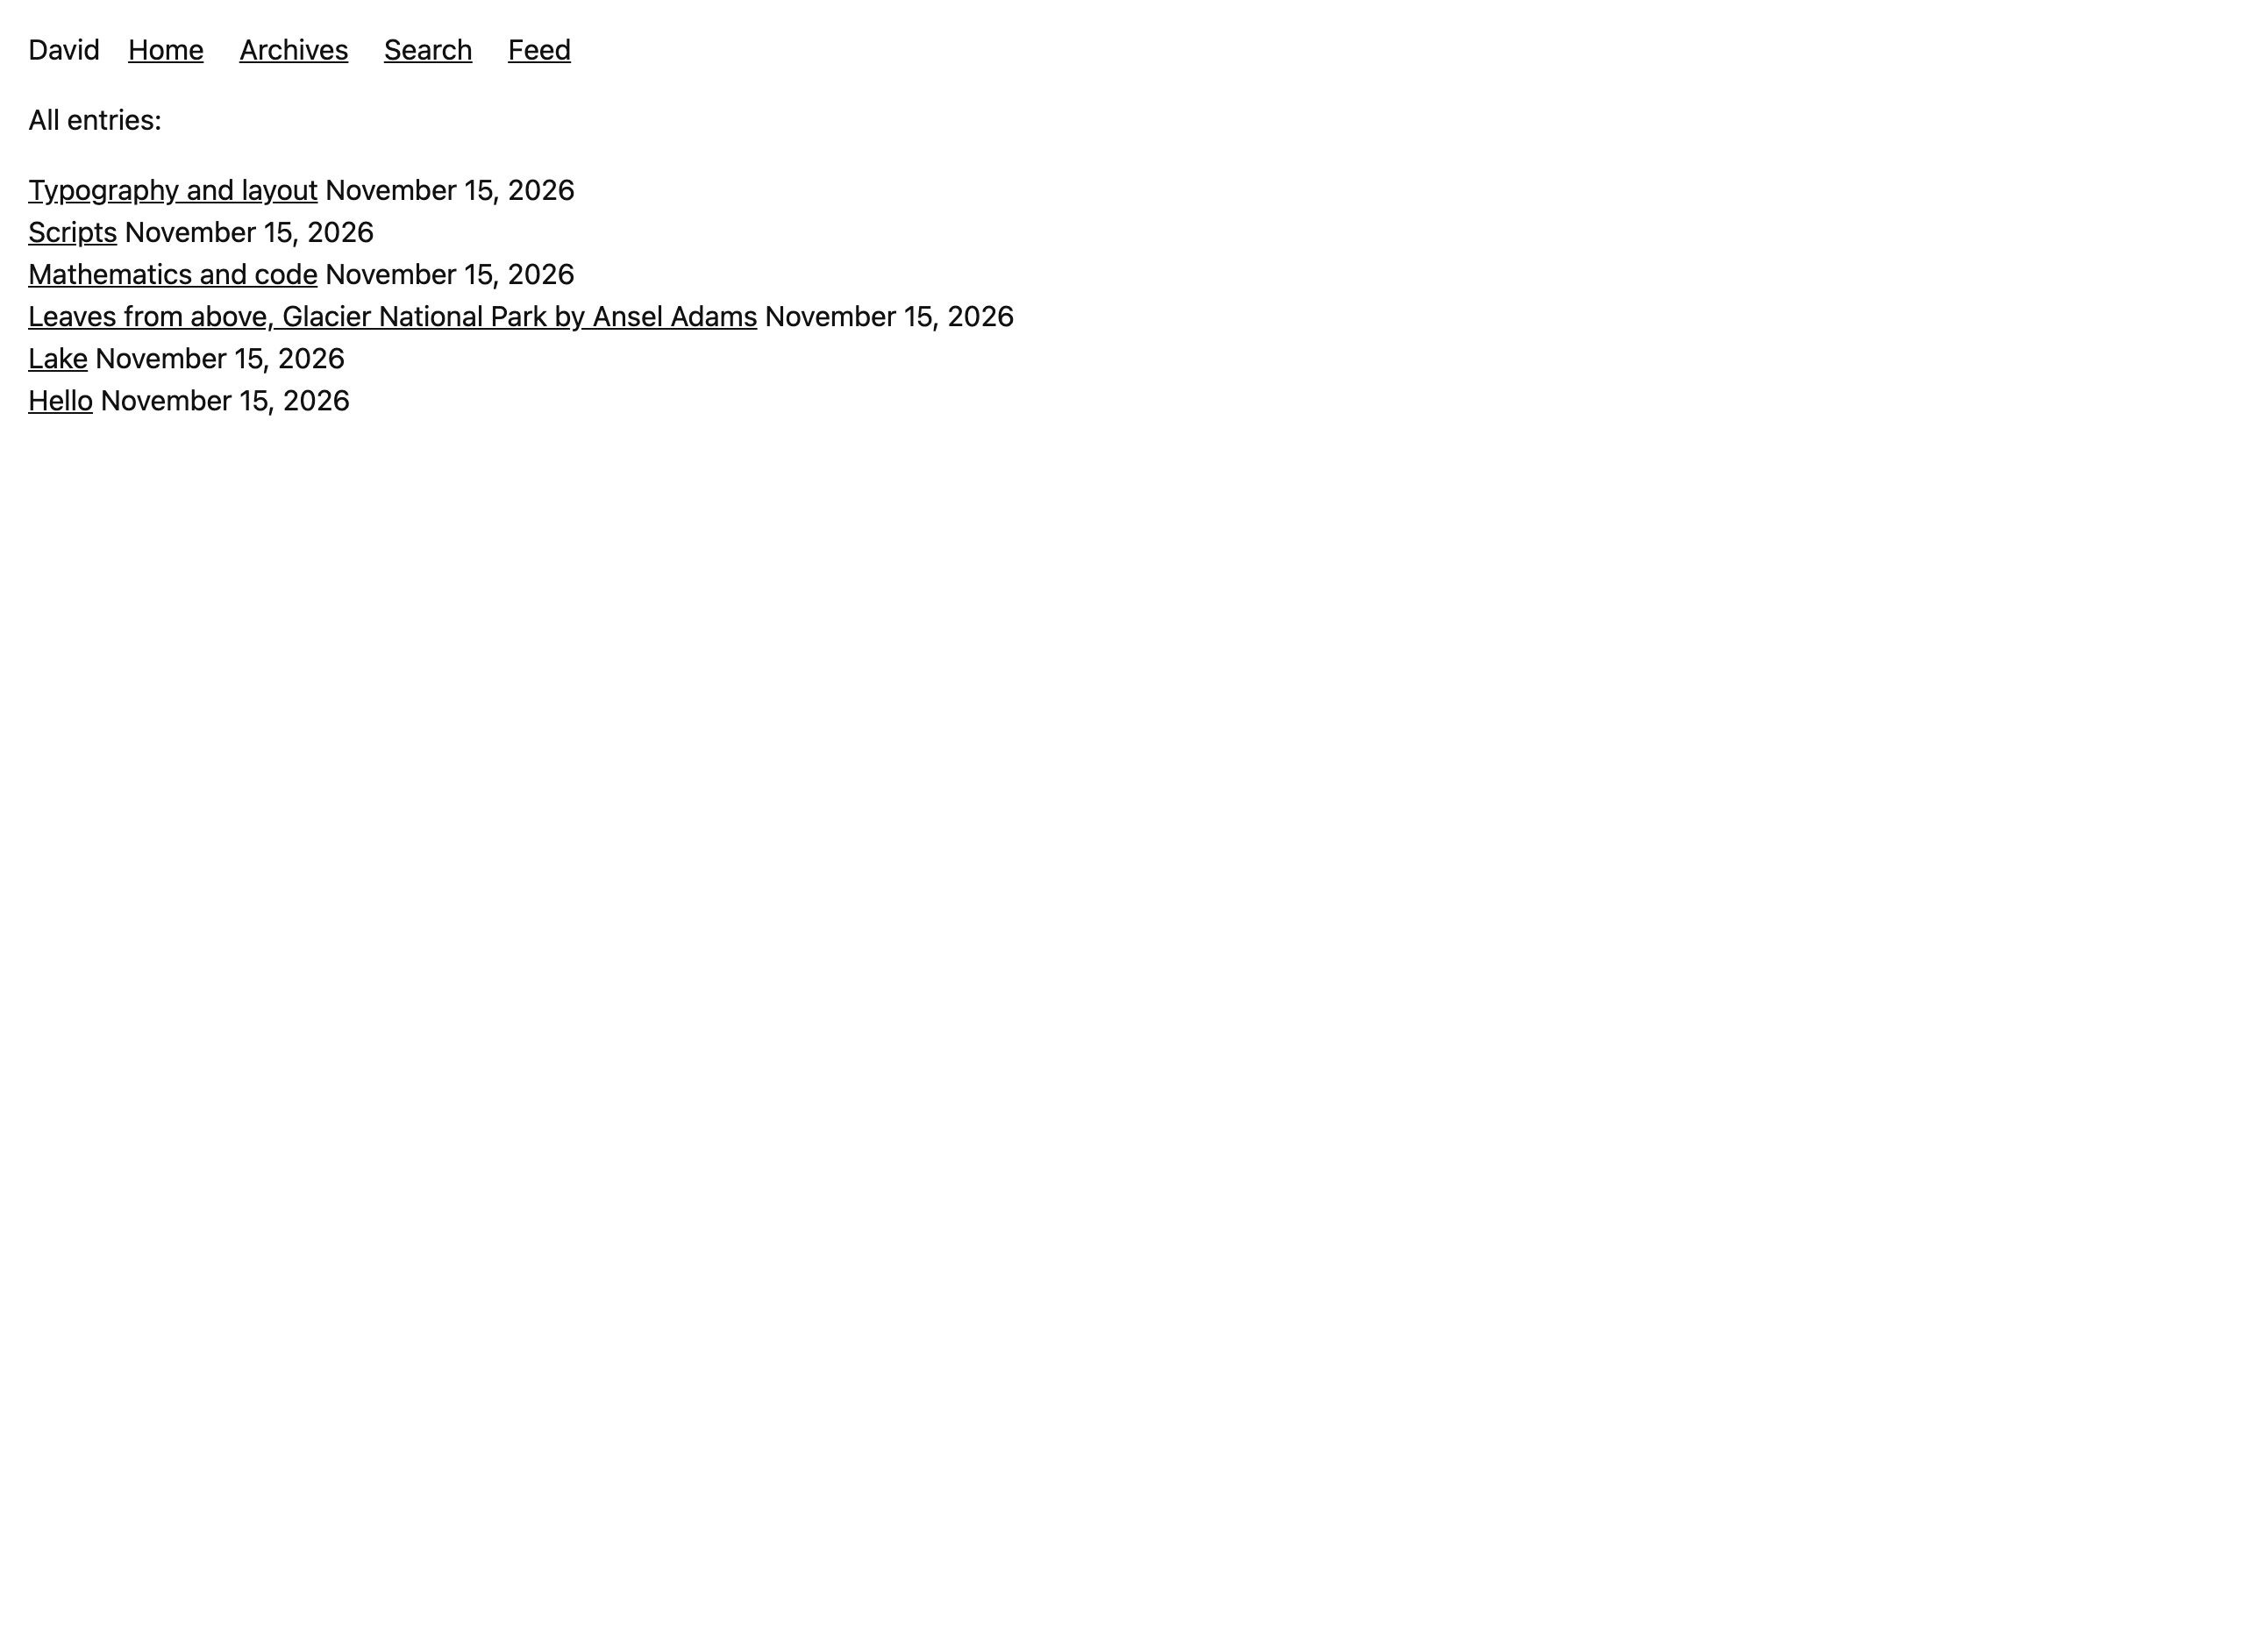 David Home Archives Search Feed
All entries:
Typography and layout November 15, 2026
Scripts November 15, 2026
Mathematics and code November 15, 2026
Leaves from above, Glacier National Park by Ansel Adams November 15, 2026
Lake November 15, 2026
Hello November 15, 2026